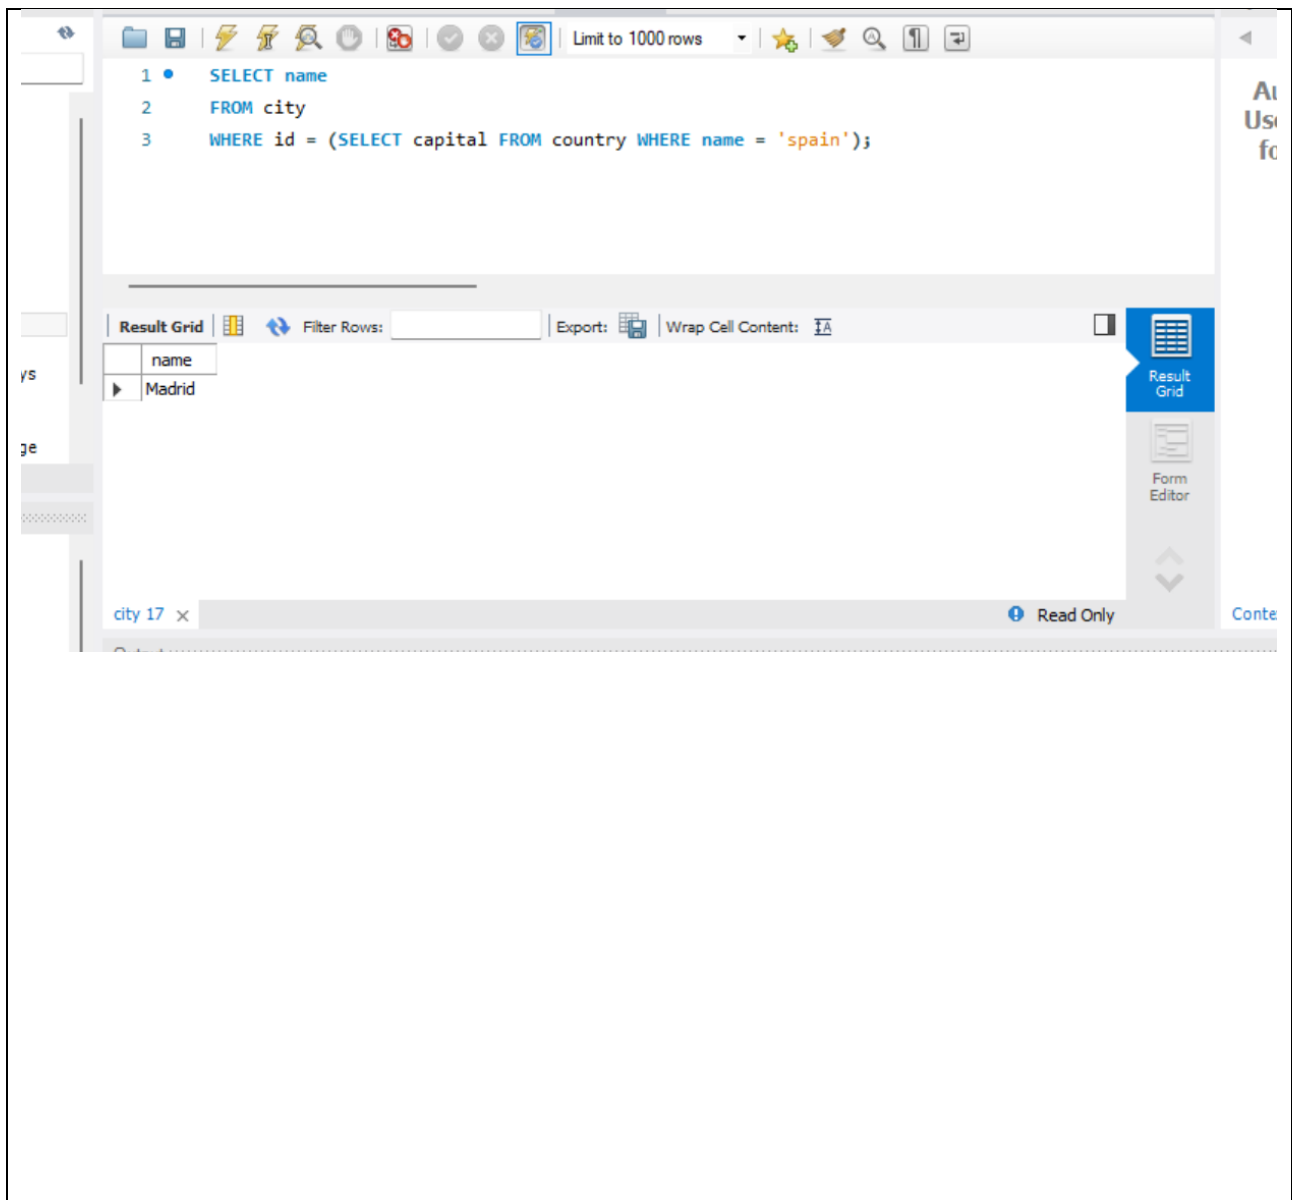 Limit to 1000 rows
1 SELECT name
2 FROM city
3 WHERE id = (SELECT capital FROM country WHERE name = 'spain');
Result Grid Filter Rows: Export: Wrap Cell Content: IA
name
Madrid
Result
Grid
Form
Editor
city 17 × Read Only